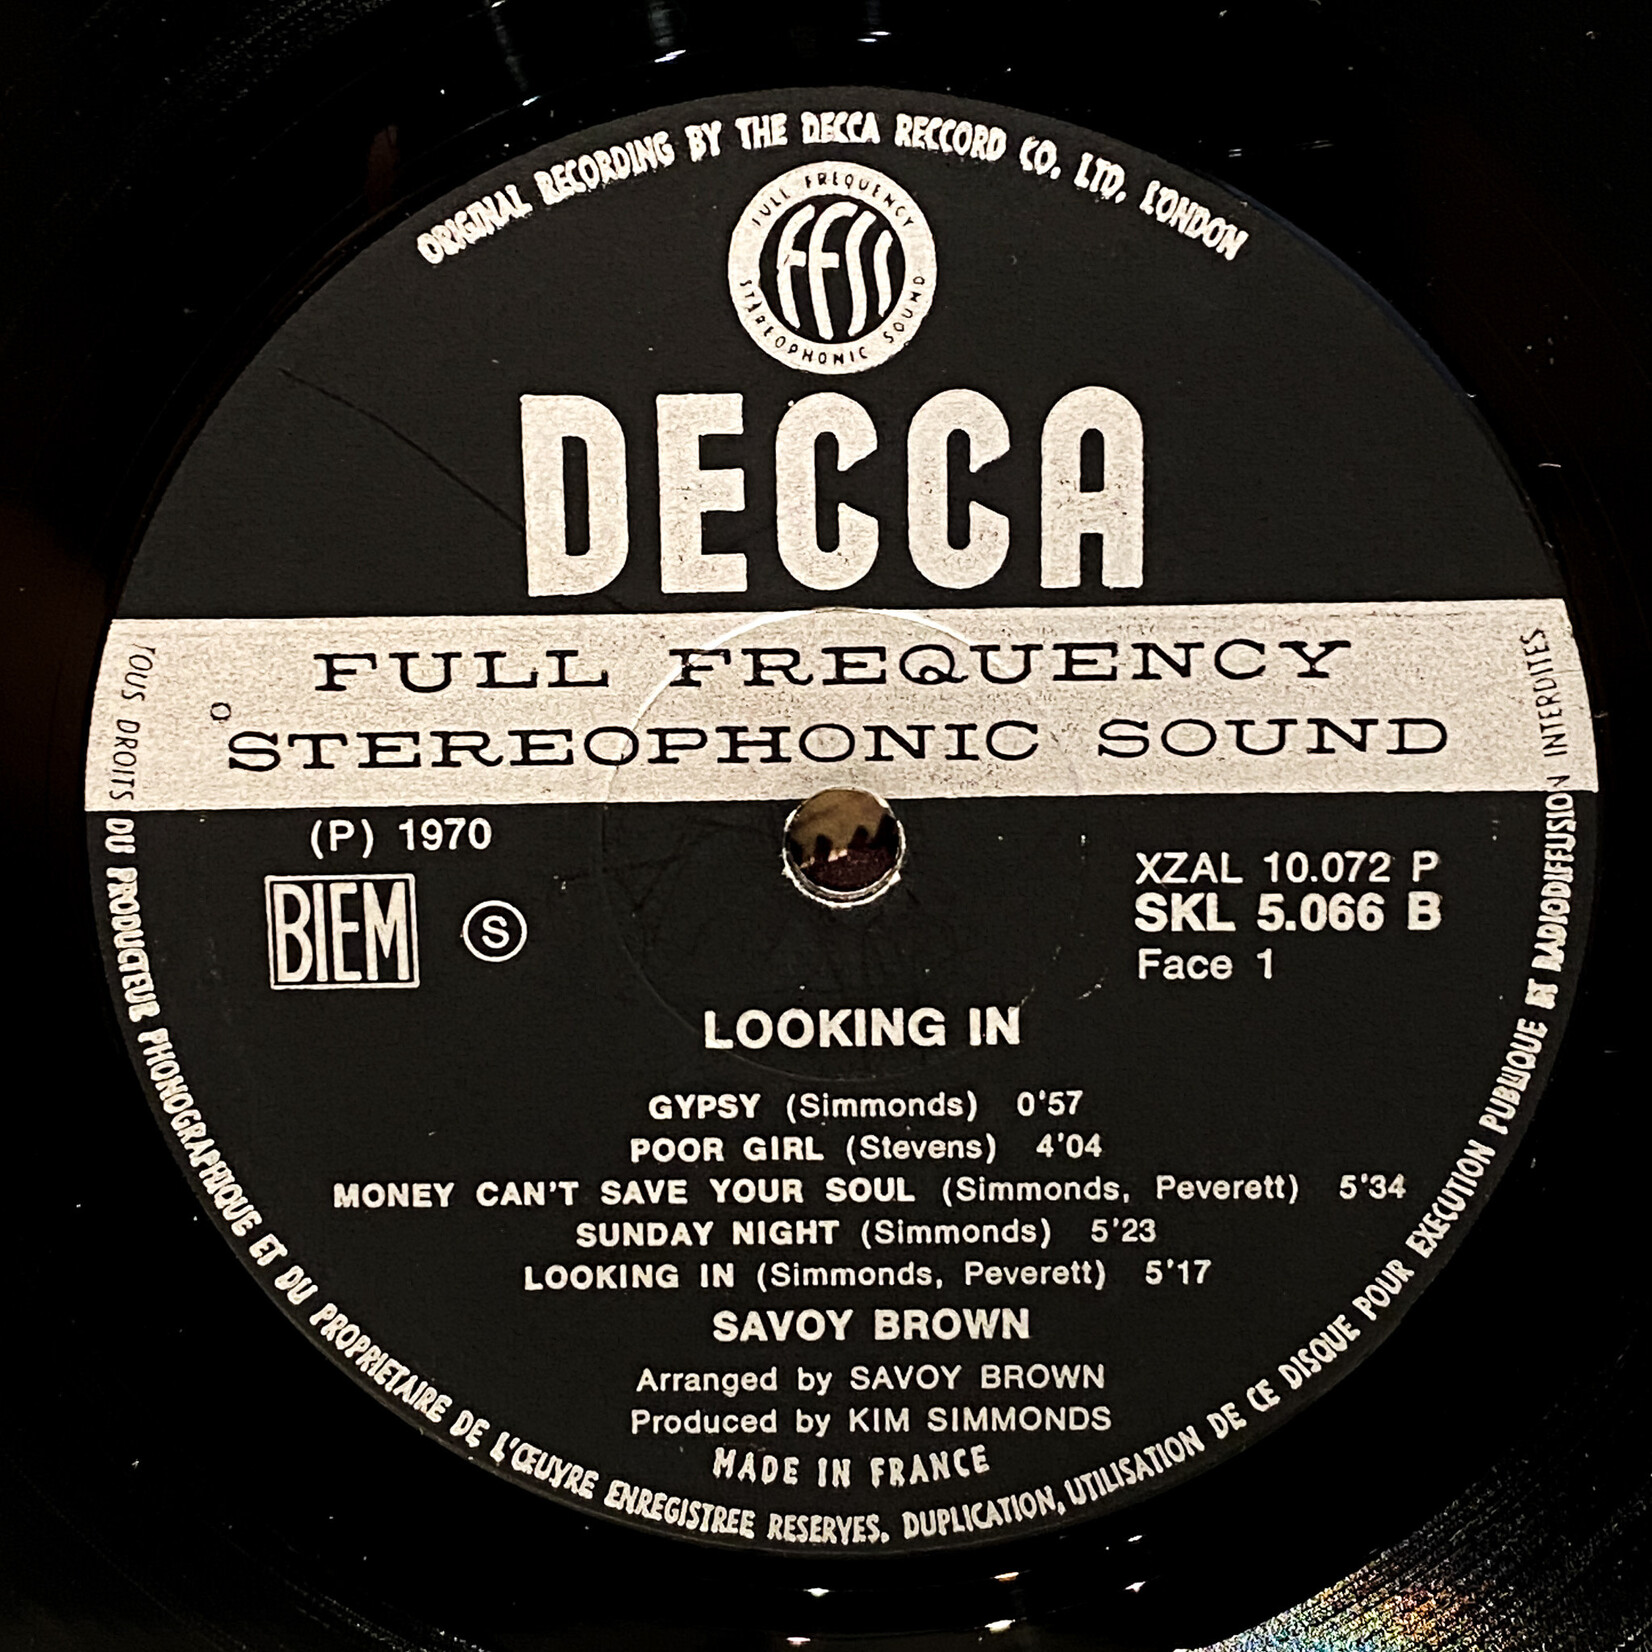 ORIGINAL RECORDING BY THE DECCA RECCORD CO. LTD. LONDON
FULL FREQUENCY
FFSS
STEREOPHONIC SOUND
DECCA
FULL FREQUENCY
STEREOPHONIC SOUND
(P) 1970
BIEM
S
XZAL 10.072 P
SKL 5.066 B
Face 1
LOOKING IN
GYPSY (Simmonds) 0'57
POOR GIRL (Stevens) 4'04
MONEY CAN'T SAVE YOUR SOUL (Simmonds, Peverett) 5'34
SUNDAY NIGHT (Simmonds) 5'23
LOOKING IN (Simmonds, Peverett) 5'17
SAVOY BROWN
Arranged by SAVOY BROWN
Produced by KIM SIMMONDS
MADE IN FRANCE
TOUS DROITS DU PRODUCTEUR PHONOGRAPHIQUE ET DU PROPRIETAIRE DE L'ŒUVRE ENREGISTREE RESERVES. DUPLICATION, UTILISATION DE CE DISQUE POUR EXECUTION PUBLIQUE ET RADIODIFFUSION INTERDITES